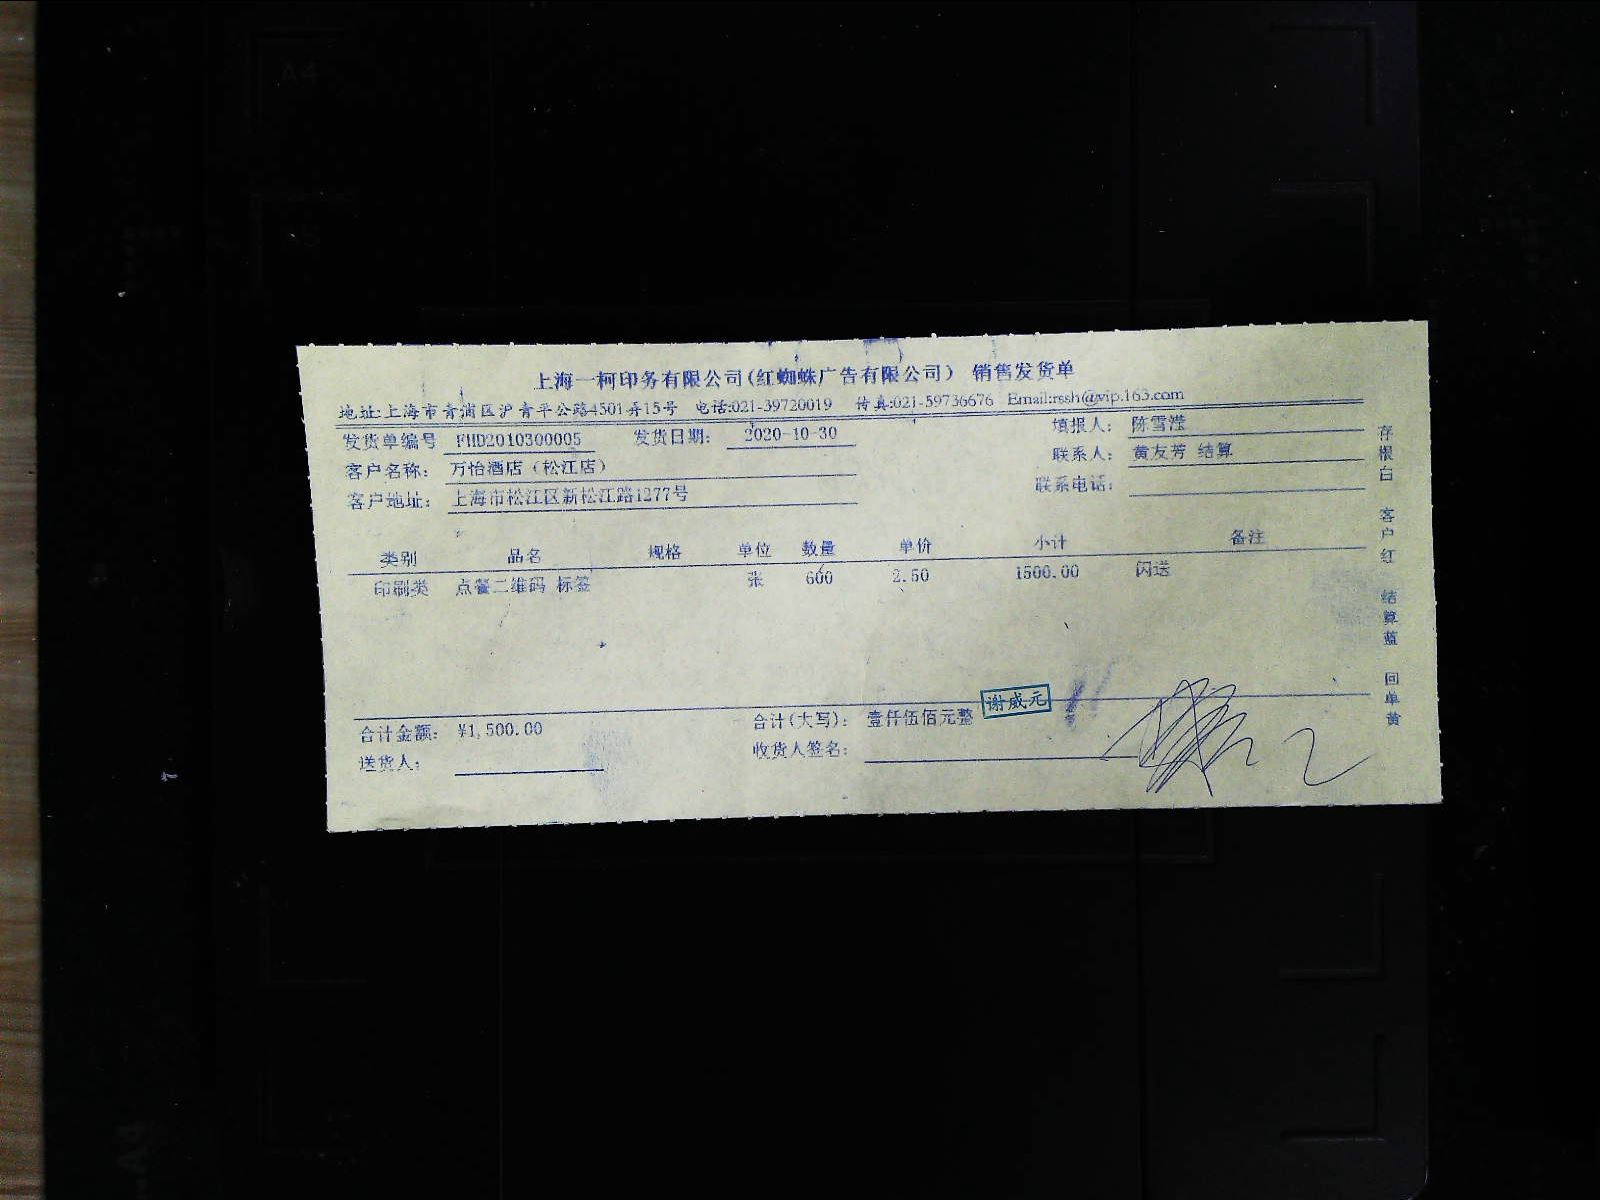 上海一柯印务有限公司(红蜘蛛广告有限公司) 销售发货单
地址:上海市青浦区沪青平公路4501弄15号 电话:021-39720019 传真:021-59736676 Email:rssh@vip.163.com
发货单编号 FHD2010300005 发货日期: 2020-10-30 填报人: 陈雪滢
客户名称: 万怡酒店(松江店) 联系人: 黄友芳 结算
客户地址: 上海市松江区新松江路1277号 联系电话:
类别 品名 规格 单位 数量 单价 小计 备注
印刷类 点餐二维码 标签 张 600 2.50 1500.00 闪送
合计金额: ¥1,500.00 合计(大写): 壹仟伍佰元整 谢威元
送货人: 收货人签名:
存根白 客户红 结算蓝 回单黄
A4
A4